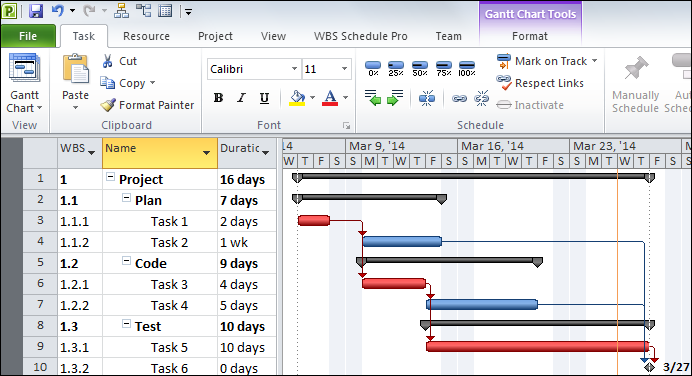 P W
Gantt Chart Tools
File Task Resource Project View WBS Schedule Pro Team Format
Gantt Chart
View
Paste
Cut
Copy
Format Painter
Clipboard
Calibri 11
B I U A
Font
0% 25% 50% 75% 100%
Mark on Track
Respect Links
Inactivate
Schedule
Manually Schedule
Au
Sche
WBS Name Duratic
14 Mar 9, '14 Mar 16, '14 Mar 23, '14 M
W T F S S M T W T F S S M T W T F S S M T W T F S S
1 1 Project 16 days
2 1.1 Plan 7 days
3 1.1.1 Task 1 2 days
4 1.1.2 Task 2 1 wk
5 1.2 Code 9 days
6 1.2.1 Task 3 4 days
7 1.2.2 Task 4 5 days
8 1.3 Test 10 days
9 1.3.1 Task 5 10 days
10 1.3.2 Task 6 0 days 3/27